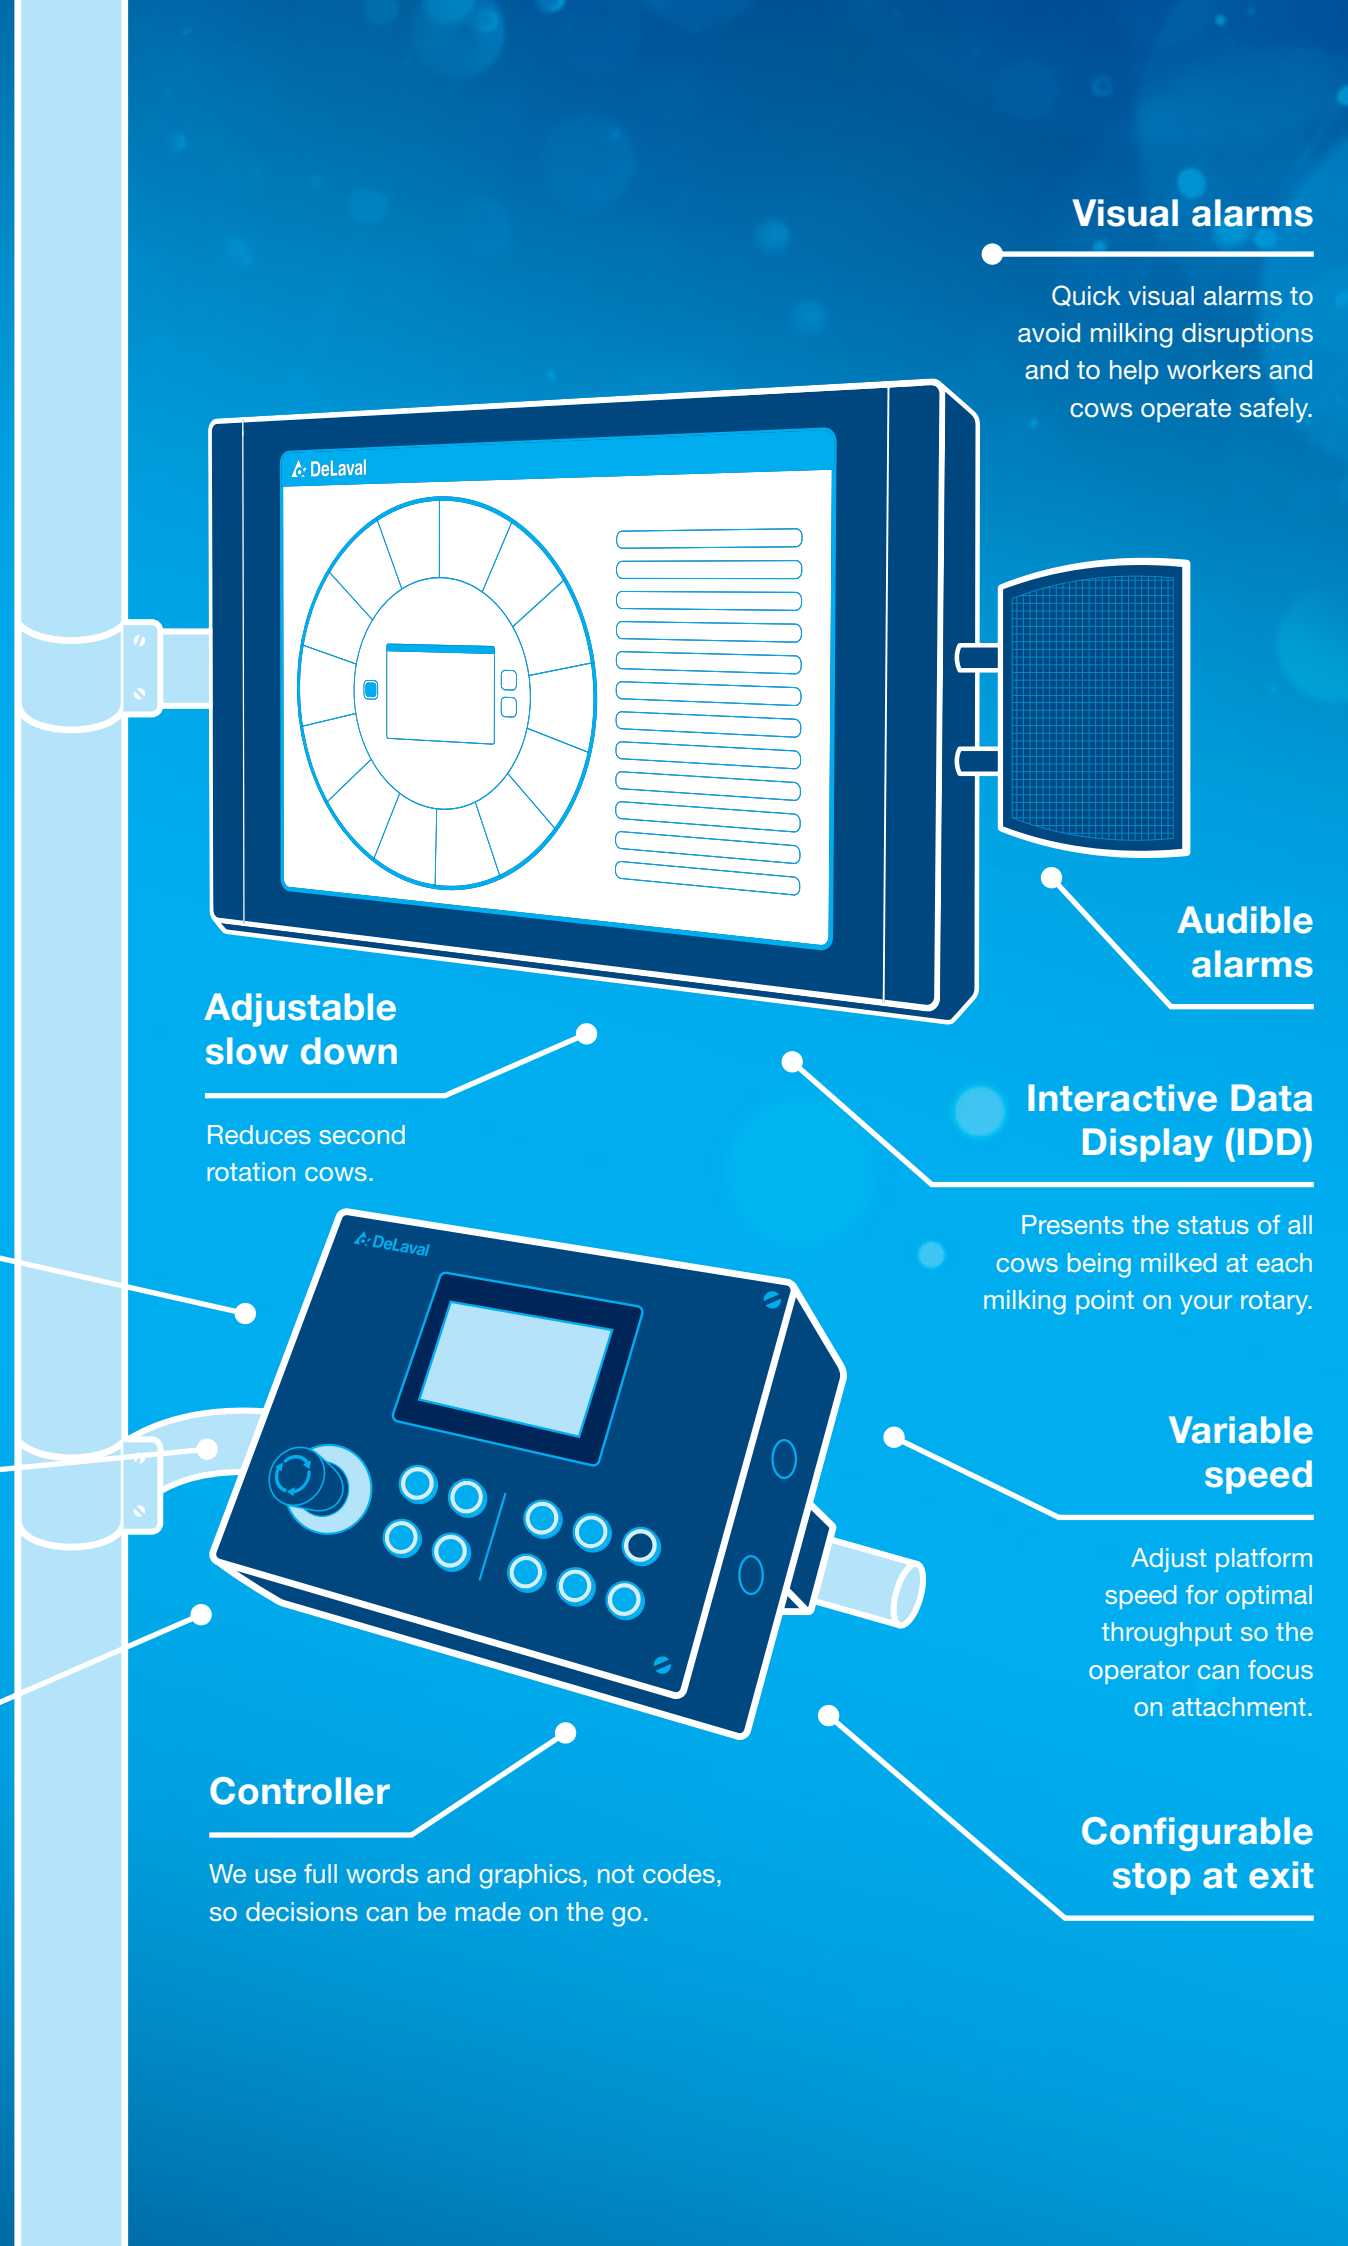 Visual alarms
Quick visual alarms to
avoid milking disruptions
and to help workers and
cows operate safely.
DeLaval
Audible
alarms
Adjustable
slow down
Reduces second
rotation cows.
Interactive Data
Display (IDD)
Presents the status of all
cows being milked at each
milking point on your rotary.
DeLaval
Variable
speed
Adjust platform
speed for optimal
throughput so the
operator can focus
on attachment.
Controller
We use full words and graphics, not codes,
so decisions can be made on the go.
Configurable
stop at exit